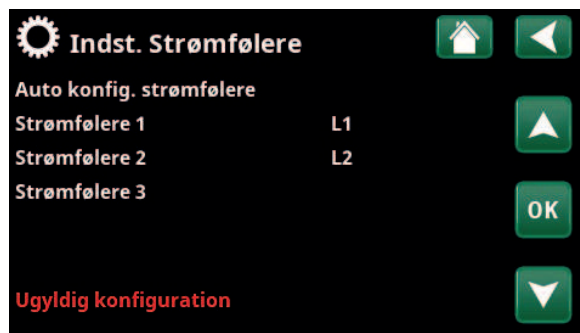 Indst. Strømfølere
Auto konfig. strømfølere
Strømfølere 1 L1
Strømfølere 2 L2
Strømfølere 3
OK
Ugyldig konfiguration